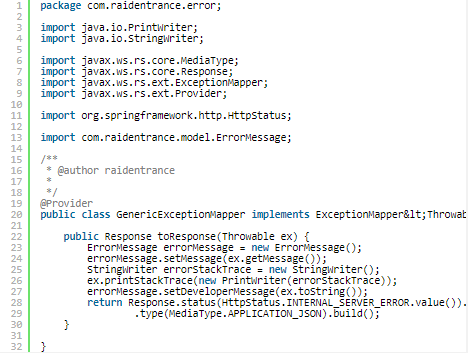 1 package com.raidentrance.error;
2
3 import java.io.PrintWriter;
4 import java.io.StringWriter;
5
6 import javax.ws.rs.core.MediaType;
7 import javax.ws.rs.core.Response;
8 import javax.ws.rs.ext.ExceptionMapper;
9 import javax.ws.rs.ext.Provider;
10
11 import org.springframework.http.HttpStatus;
12
13 import com.raidentrance.model.ErrorMessage;
14
15 /**
16 * @author raidentrance
17 *
18 */
19 @Provider
20 public class GenericExceptionMapper implements ExceptionMapper&lt;Throwab
21
22 public Response toResponse(Throwable ex) {
23 ErrorMessage errorMessage = new ErrorMessage();
24 errorMessage.setMessage(ex.getMessage());
25 StringWriter errorStackTrace = new StringWriter();
26 ex.printStackTrace(new PrintWriter(errorStackTrace));
27 errorMessage.setDeveloperMessage(ex.toString());
28 return Response.status(HttpStatus.INTERNAL_SERVER_ERROR.value()).
29 .type(MediaType.APPLICATION_JSON).build();
30 }
31
32 }